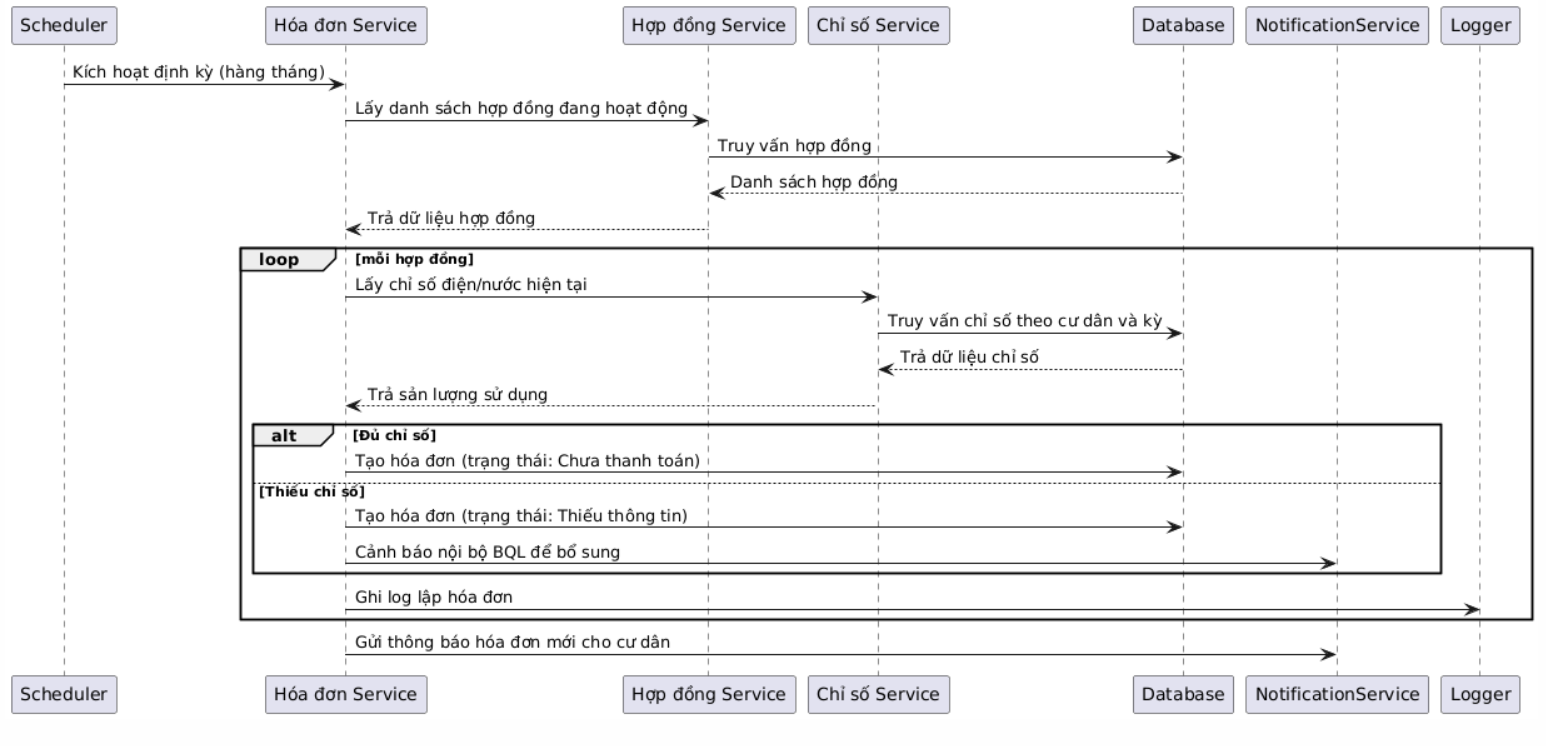 Scheduler
Hóa đơn Service
Hợp đồng Service
Chỉ số Service
Database
NotificationService
Logger
Kích hoạt định kỳ (hàng tháng)
Lấy danh sách hợp đồng đang hoạt động
Truy vấn hợp đồng
Danh sách hợp đồng
Trả dữ liệu hợp đồng
loop
[mỗi hợp đồng]
Lấy chỉ số điện/nước hiện tại
Truy vấn chỉ số theo cư dân và kỳ
Trả dữ liệu chỉ số
Trả sản lượng sử dụng
alt
[Đủ chỉ số]
Tạo hóa đơn (trạng thái: Chưa thanh toán)
[Thiếu chỉ số]
Tạo hóa đơn (trạng thái: Thiếu thông tin)
Cảnh báo nội bộ BQL để bổ sung
Ghi log lập hóa đơn
Gửi thông báo hóa đơn mới cho cư dân
Scheduler
Hóa đơn Service
Hợp đồng Service
Chỉ số Service
Database
NotificationService
Logger